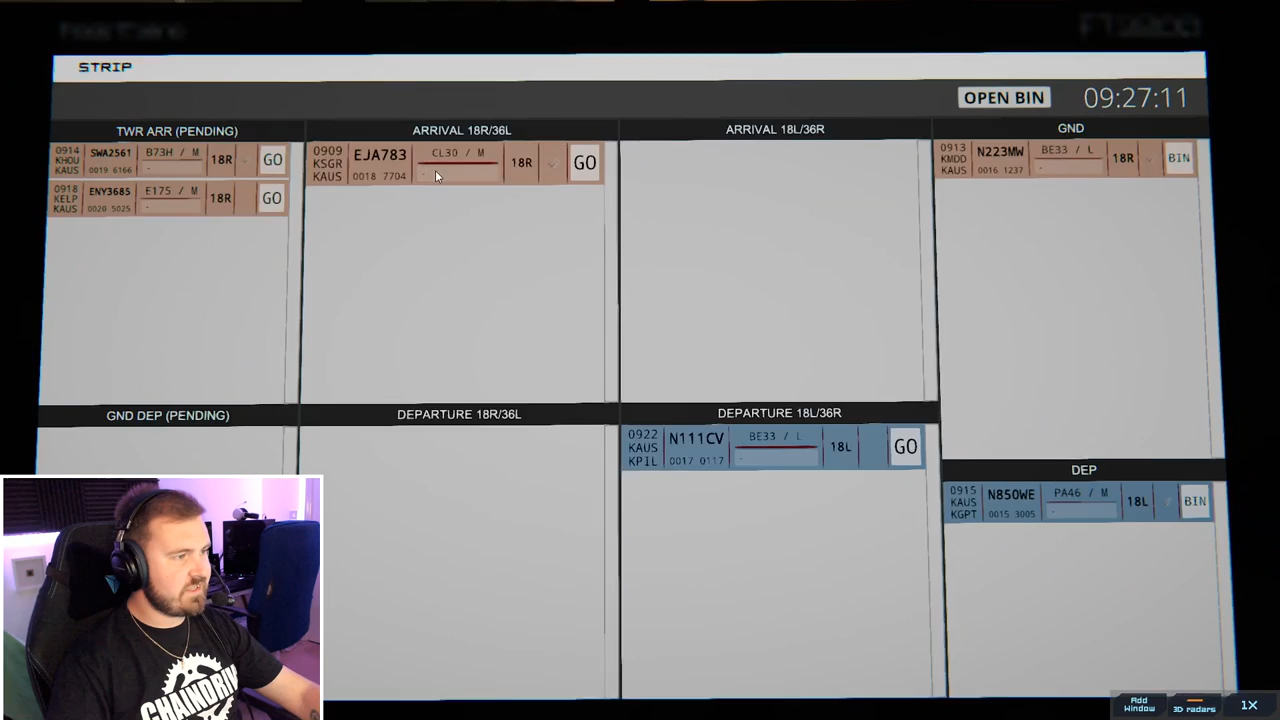 STRIP
OPEN BIN 09:27:11
TWR ARR (PENDING)
0914 SWA2561 B73H / M 18R GO
KHOU
KAUS 0019 6166 -
0918 ENY3685 E175 / M 18R GO
KELP
KAUS 0020 5025 -
ARRIVAL 18R/36L
0909 EJA783 CL30 / M 18R GO
KSGR
KAUS 0018 7704 -
ARRIVAL 18L/36R
GND
0913 N223MW BE33 / L 18R BIN
KMDD
KAUS 0016 1237 -
GND DEP (PENDING)
DEPARTURE 18R/36L
DEPARTURE 18L/36R
0922 N111CV BE33 / L 18L GO
KAUS
KPIL 0017 0117 -
DEP
0915 N850WE PA46 / M 18L BIN
KAUS
KGPT 0015 3005 -
CHAINDRIV
Add
Window
3D radars
1X